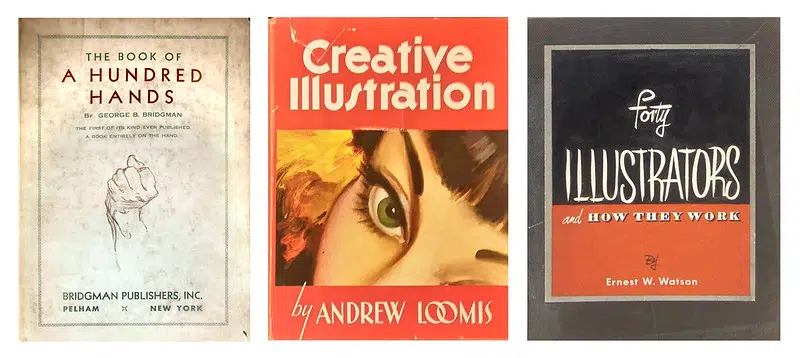 THE BOOK OF
A HUNDRED
HANDS
BY GEORGE B. BRIDGMAN
THE FIRST OF ITS KIND EVER PUBLISHED.
A BOOK ENTIRELY ON THE HAND.
BRIDGMAN PUBLISHERS, INC.
PELHAM NEW YORK
Creative
Illustration
by ANDREW LOOMIS
forty
ILLUSTRATORS
and HOW THEY WORK
By
Ernest W. Watson